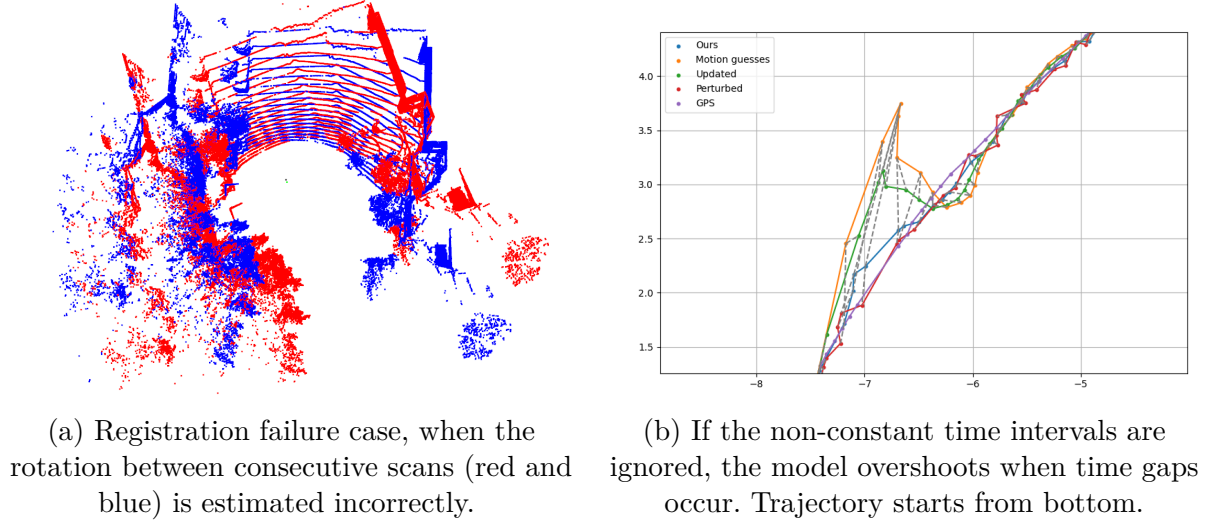 Ours
Motion guesses
Updated
Perturbed
GPS
4.0
3.5
3.0
2.5
2.0
1.5
−8
−7
−6
−5
(a) Registration failure case, when the
rotation between consecutive scans (red and
blue) is estimated incorrectly.
(b) If the non-constant time intervals are
ignored, the model overshoots when time gaps
occur. Trajectory starts from bottom.